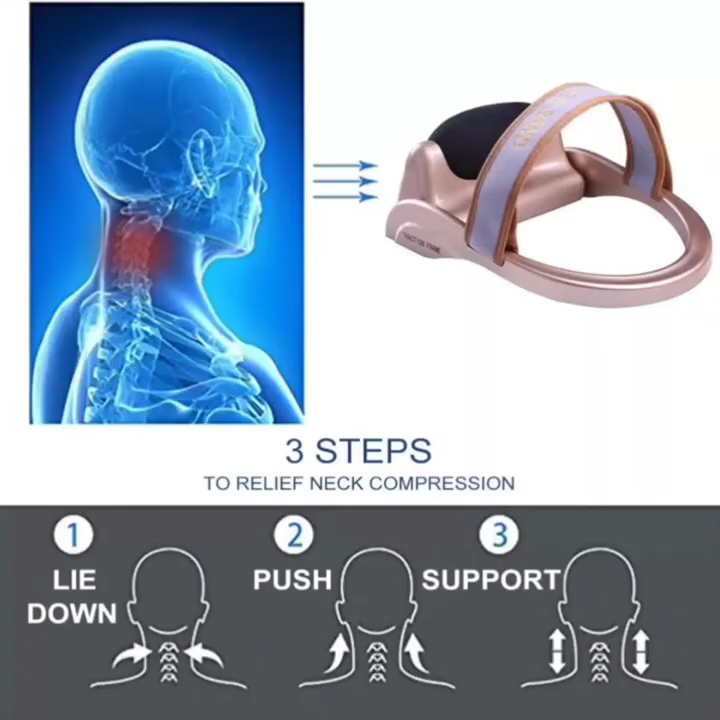 3 STEPS
TO RELIEF NECK COMPRESSION
1
LIE
DOWN
2
PUSH
3
SUPPORT